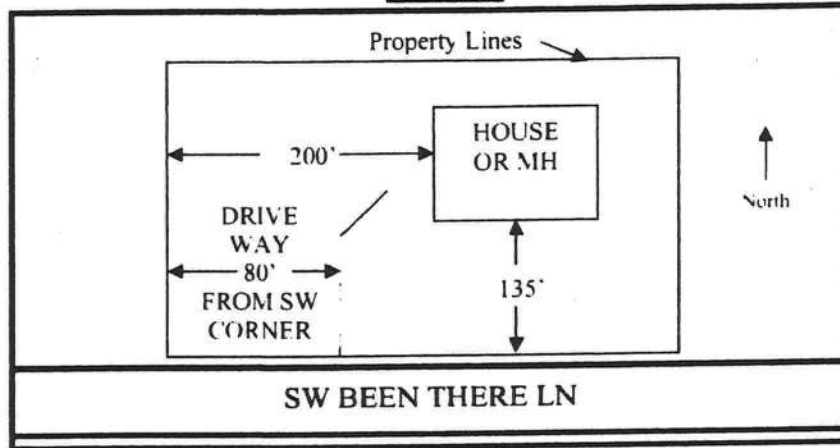 Property Lines
HOUSE
OR MH
200'
North
DRIVE
WAY
80'
FROM SW
CORNER
135'
SW BEEN THERE LN